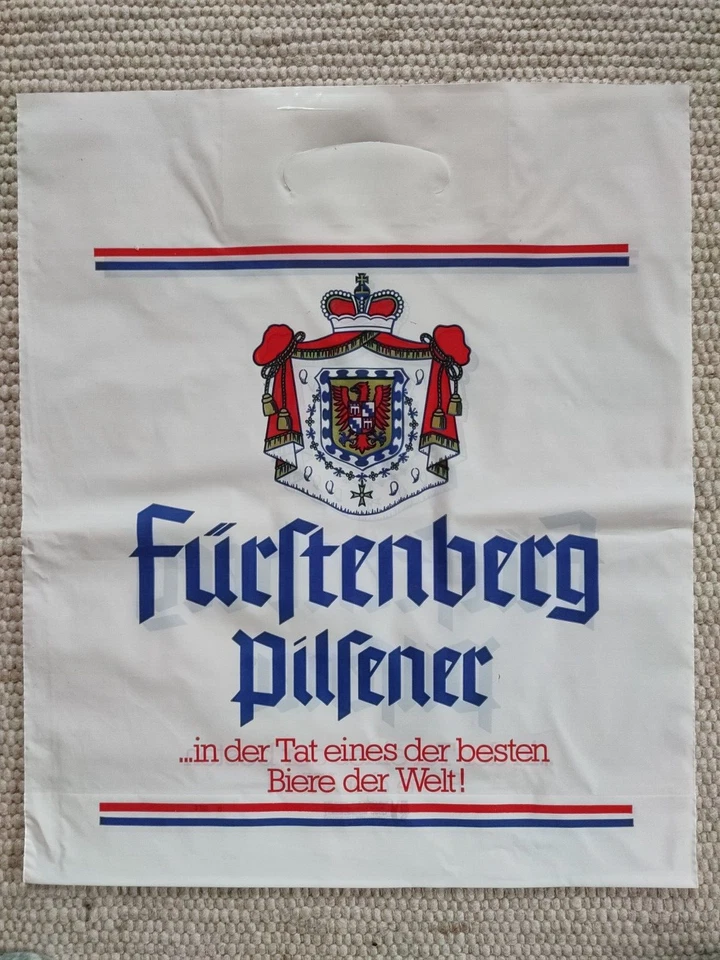 Fürſtenberg
Pilſener
...in der Tat eines der besten
Biere der Welt!